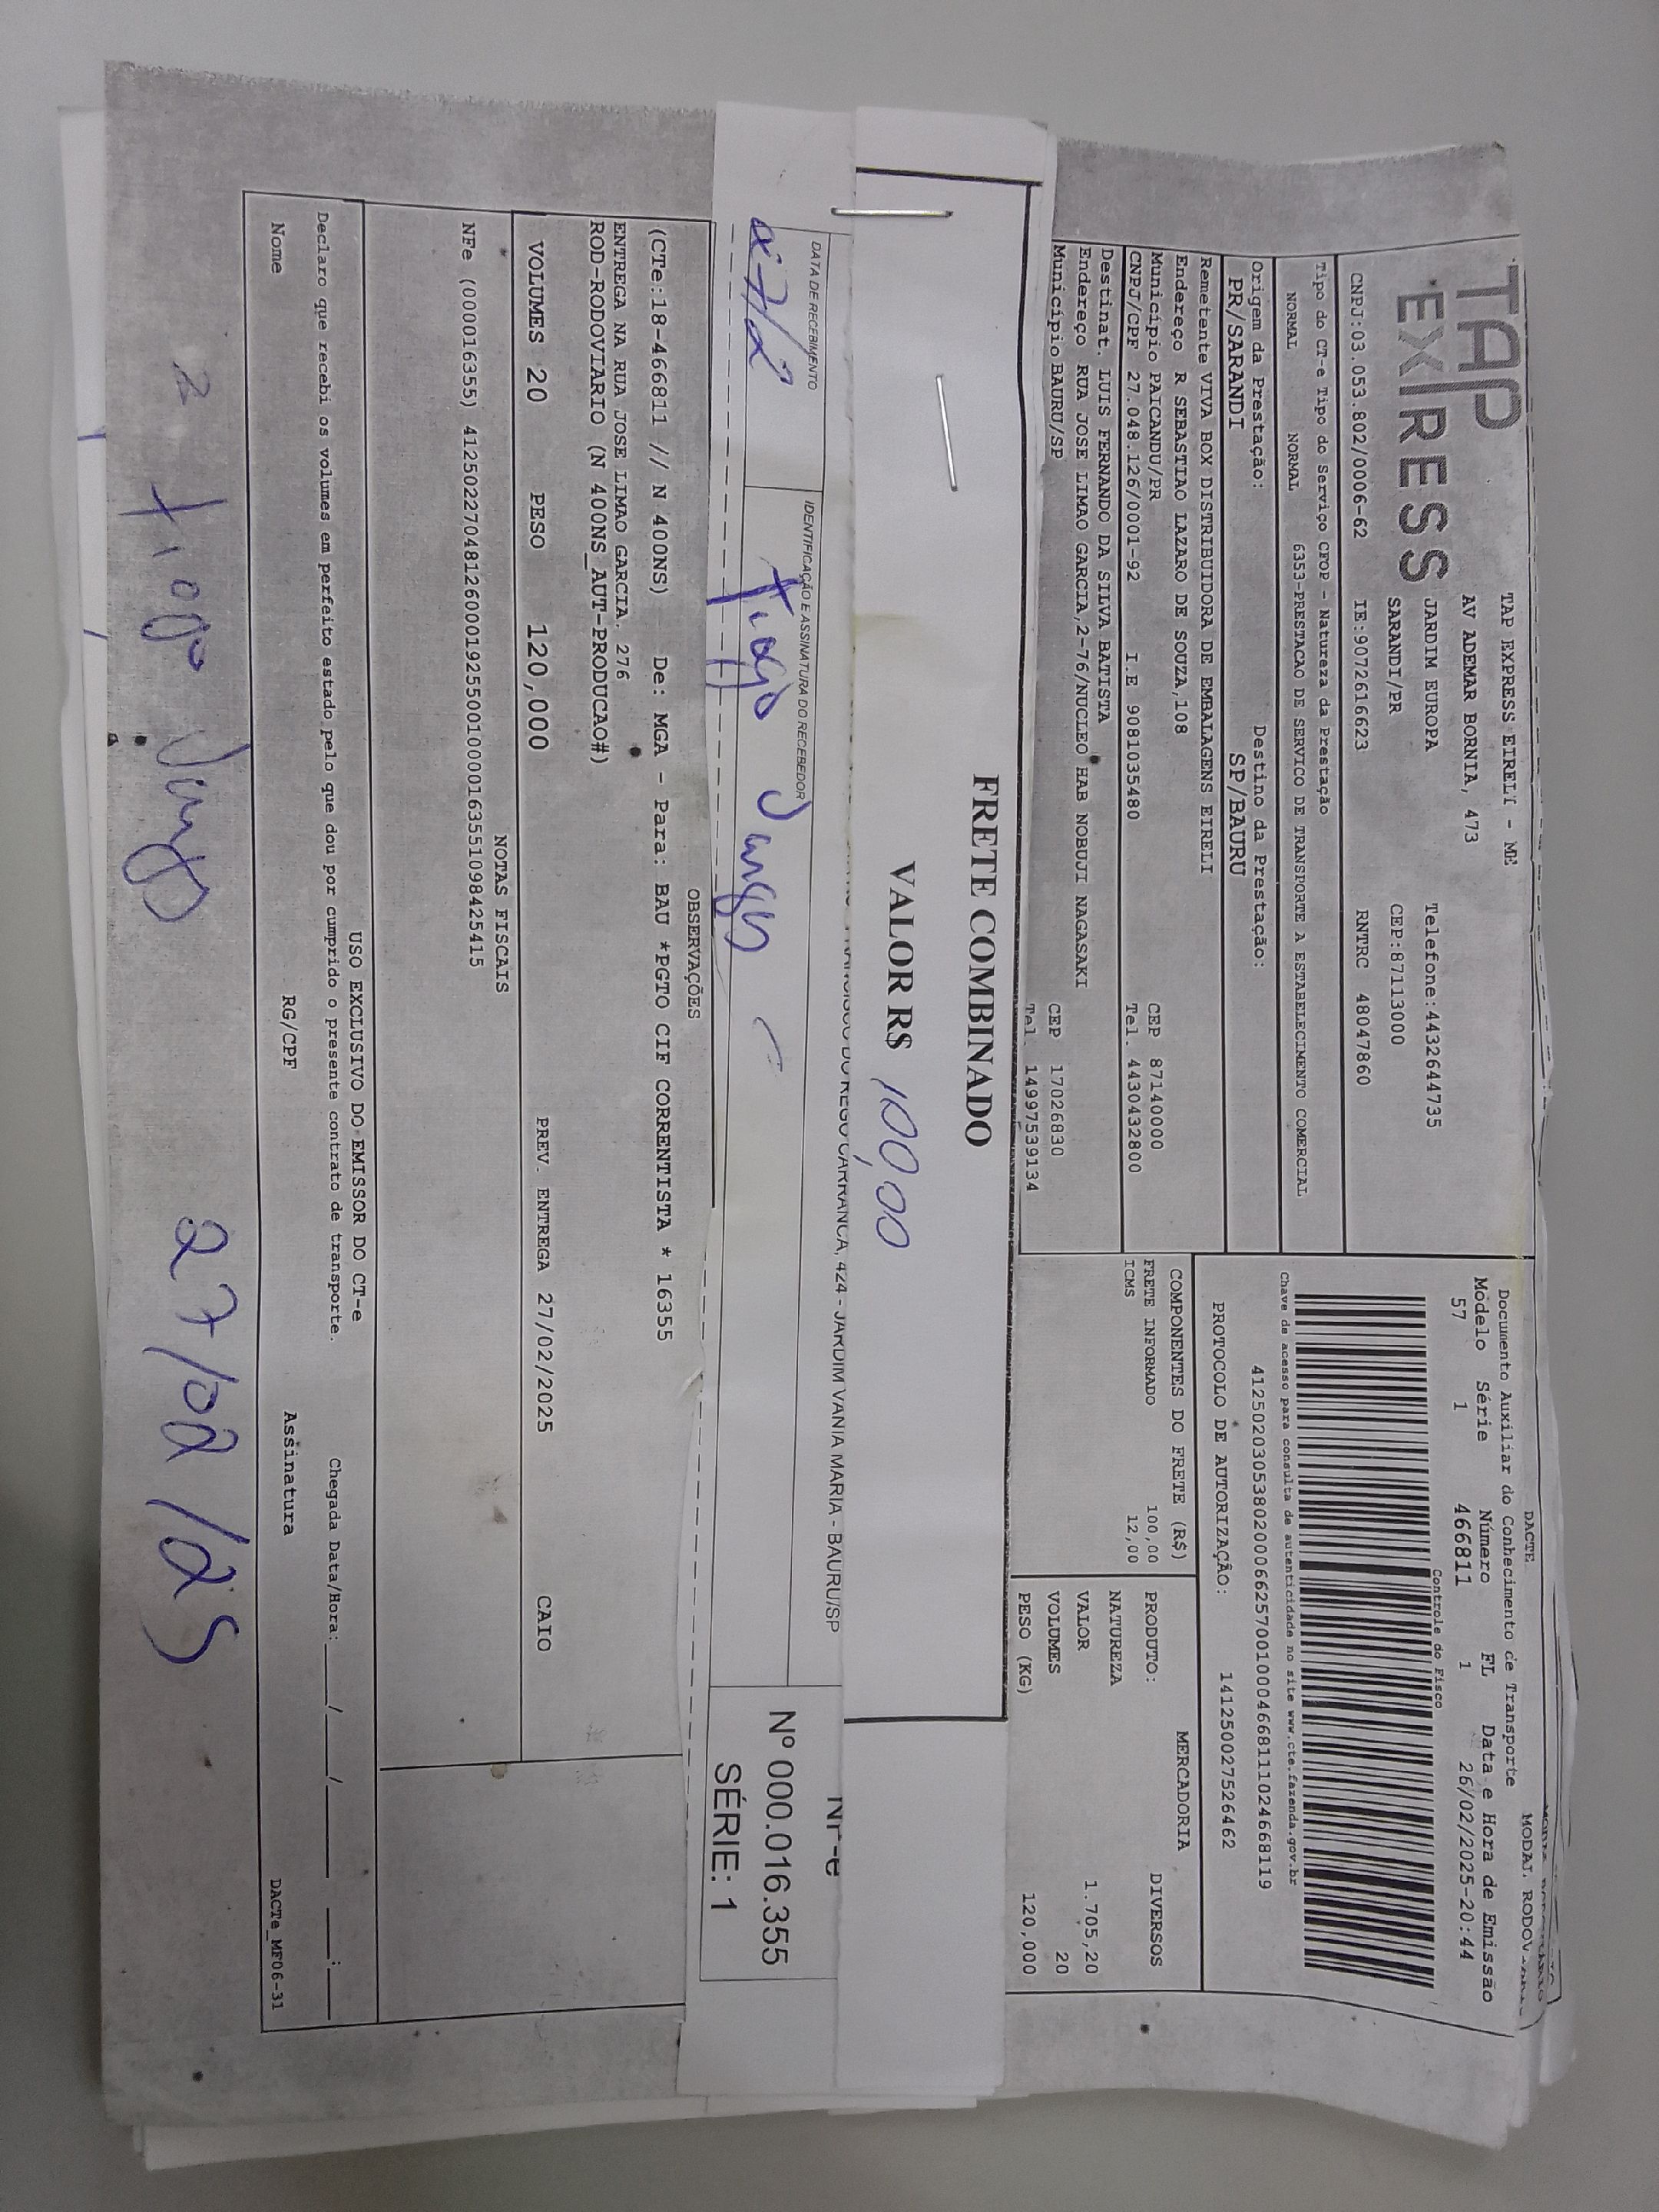 DACTE
MODAL RODOV
TAP EXPRESS
TAP EXPRESS EIRELI - ME
AV ADEMAR BORNIA, 473
JARDIM EUROPA Telefone:4432644735
SARANDI/PR CEP:87113000
CNPJ:03.053.802/0006-62 IE:9072616623 RNTRC 48047860
Documento Auxiliar do Conhecimento de Transporte
Modelo Série Número FL Data e Hora de Emissão
57 1 466811 1 26/02/2025-20:44
Controle do Fisco
Tipo do CT-e Tipo do Serviço CFOP - Natureza da Prestação
NORMAL NORMAL 6353-PRESTACAO DE SERVICO DE TRANSPORTE A ESTABELECIMENTO COMERCIAL
Chave de acesso para consulta de autenticidade no site www.cte.fazenda.gov.br
41250203053802000662570010004668111024668119
Origem da Prestação: Destino da Prestação:
PR/SARANDI SP/BAURU
PROTOCOLO DE AUTORIZAÇÃO: 141250027526462
Remetente VIVA BOX DISTRIBUIDORA DE EMBALAGENS EIRELI
Endereço R SEBASTIAO LAZARO DE SOUZA,108
Município PAICANDU/PR CEP 87140000
CNPJ/CPF 27.048.126/0001-92 I.E 9081035480 Tel. 4430432800
Destinat. LUIS FERNANDO DA SILVA BATISTA
Endereço RUA JOSE LIMAO GARCIA,2-76/NUCLEO HAB NOBUJI NAGASAKI
Município BAURU/SP CEP 17026830
Tel. 14997539134
COMPONENTES DO FRETE (R$)
FRETE INFORMADO 100,00
ICMS 12,00
MERCADORIA
PRODUTO: DIVERSOS
NATUREZA
VALOR 1.705,20
VOLUMES 20
PESO (KG) 120,000
FRETE COMBINADO
VALOR R$ 100,00
CARRANCA, 424 - JARDIM VANIA MARIA - BAURU/SP
NF-e
Nº 000.016.355
SÉRIE: 1
DATA DE RECEBIMENTO
IDENTIFICAÇÃO E ASSINATURA DO RECEBEDOR
27/2
OBSERVAÇÕES
(CTe:18-466811 // N 400NS) De: MGA - Para: BAU *PGTO CIF CORRENTISTA * 16355
ENTREGA NA RUA JOSE LIMAO GARCIA. 276
ROD-RODOVIARIO (N 400NS_AUT-PRODUCAO#)
VOLUMES 20 PESO 120,000 PREV. ENTREGA 27/02/2025 CAIO
NOTAS FISCAIS
NFe (000016355) 41250227048126000192550010000163551098425415
USO EXCLUSIVO DO EMISSOR DO CT-e
Declaro que recebi os volumes em perfeito estado pelo que dou por cumprido o presente contrato de transporte. Chegada Data/Hora:____/____/____ ____:____
Nome RG/CPF Assinatura DACTe_MF06-31
27/02/25